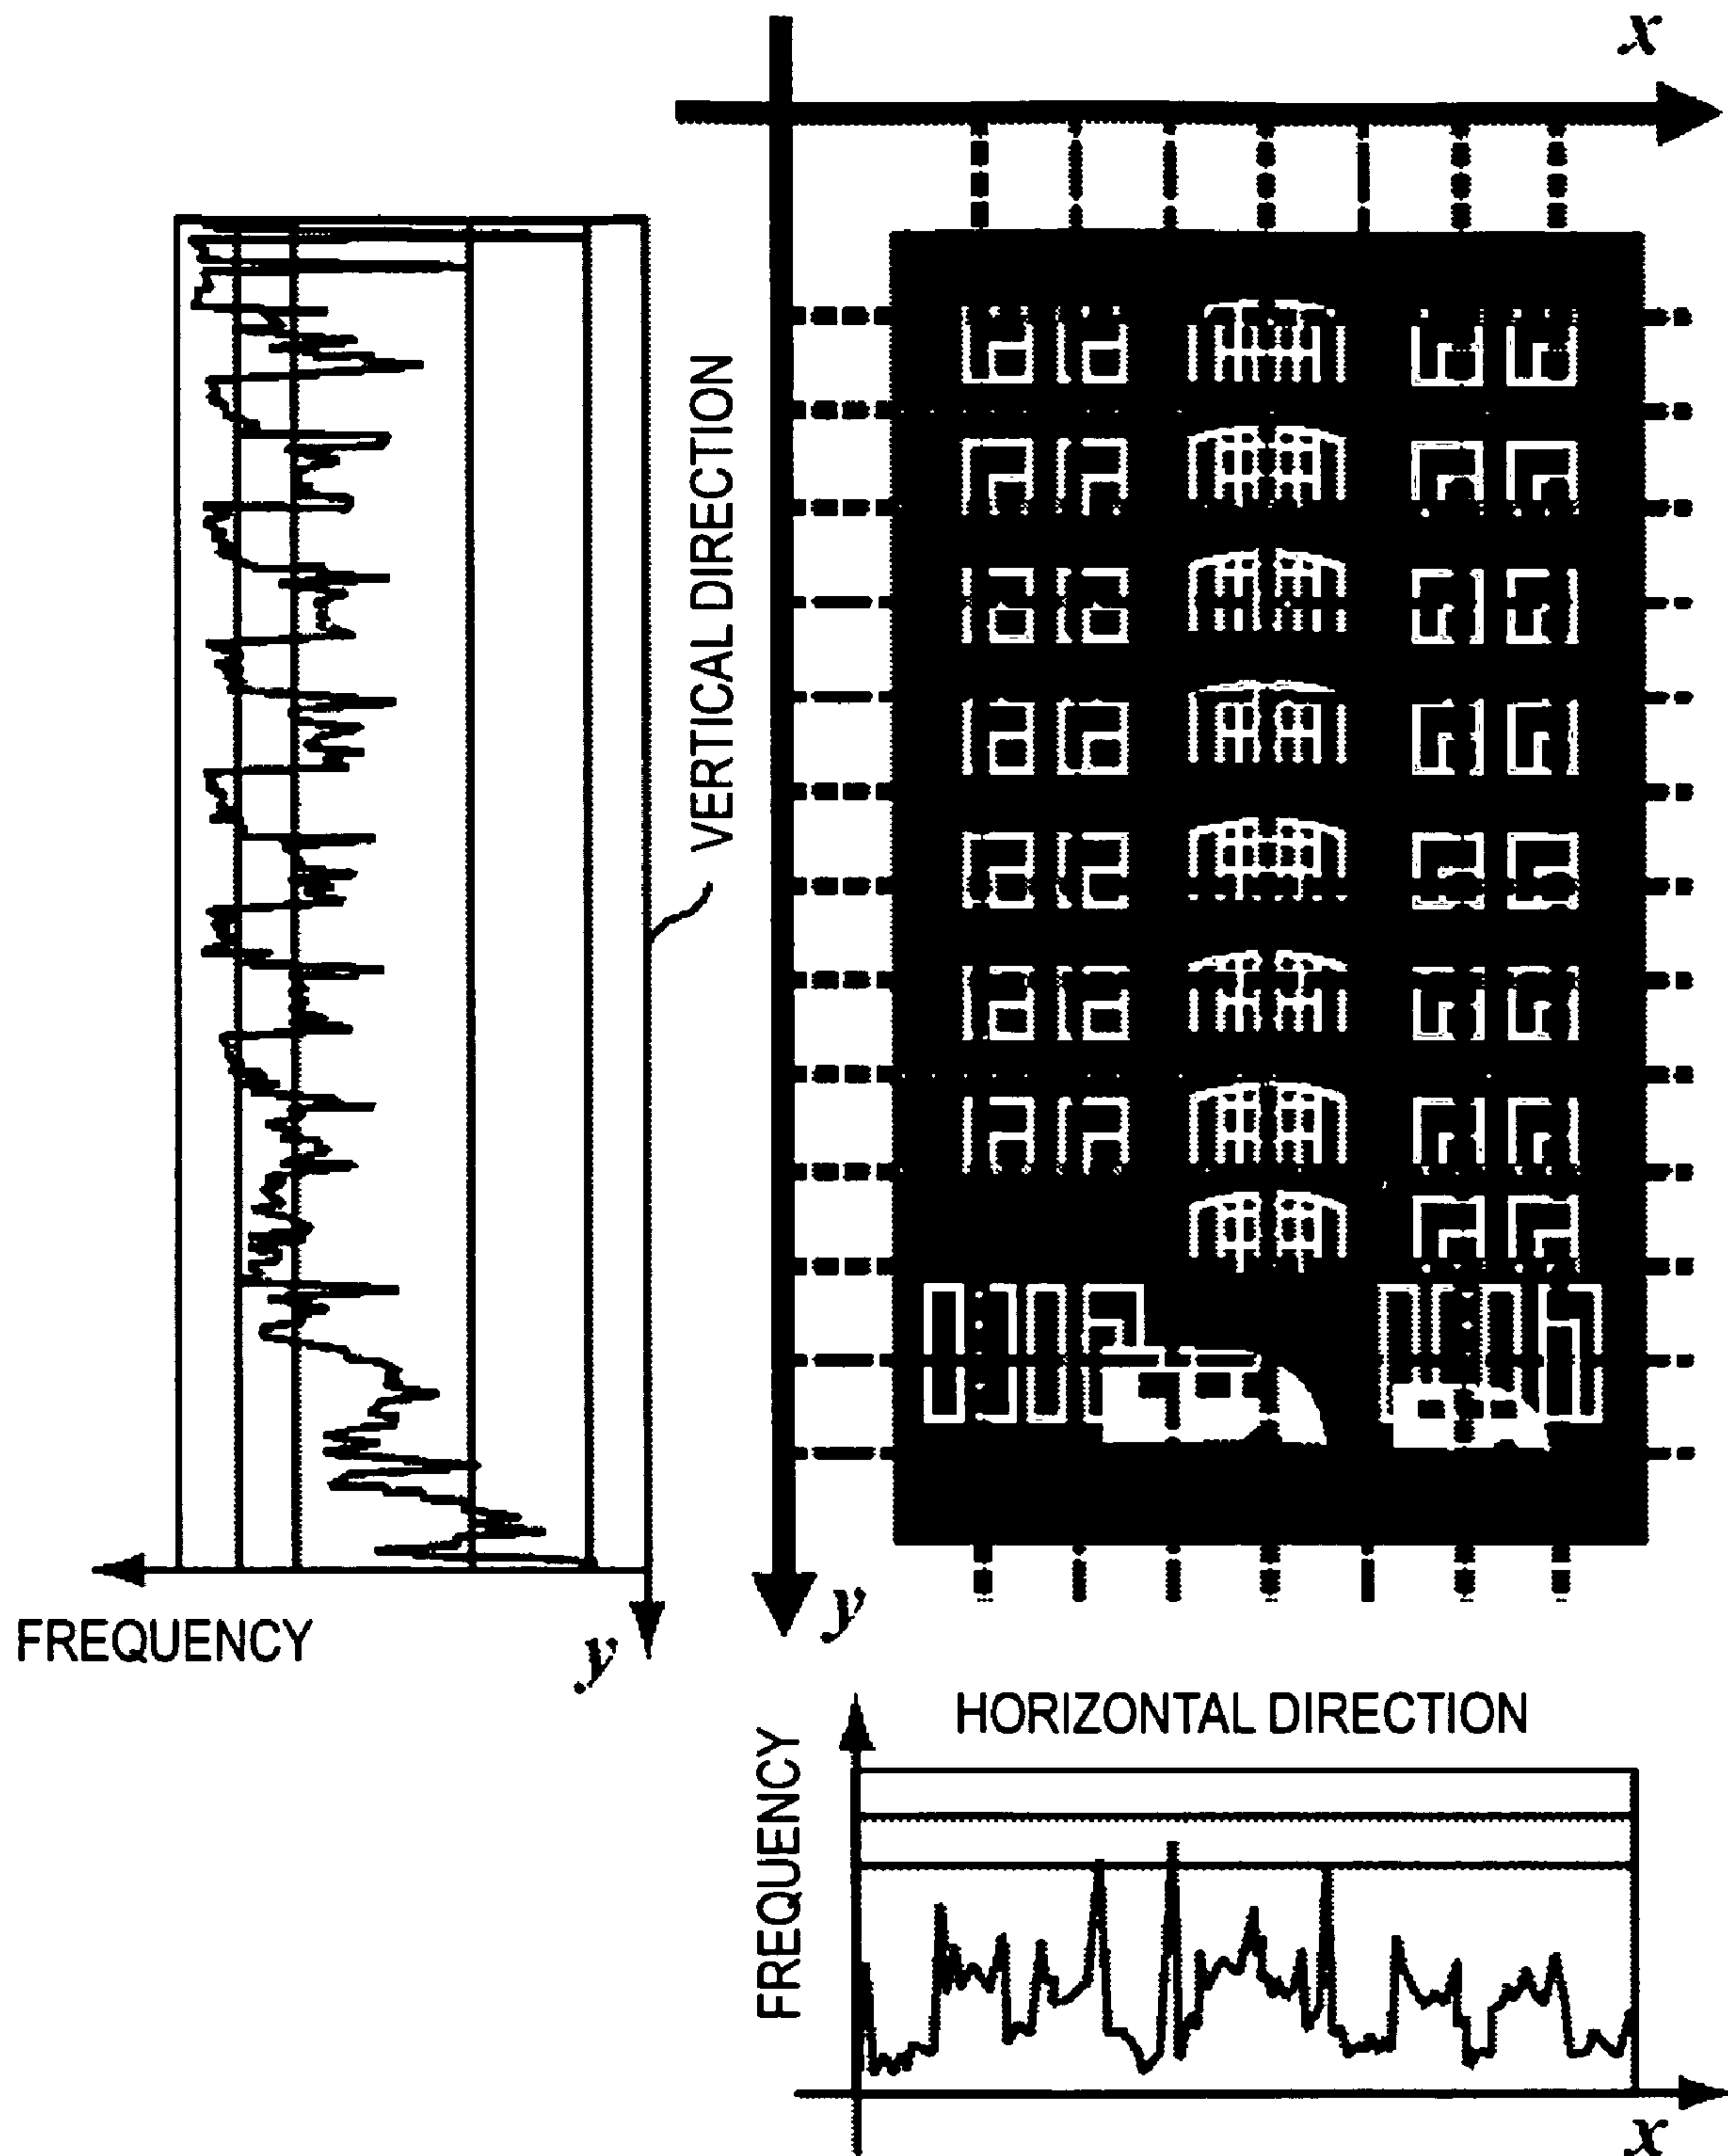 x
VERTICAL DIRECTION
FREQUENCY
y
y
HORIZONTAL DIRECTION
FREQUENCY
x